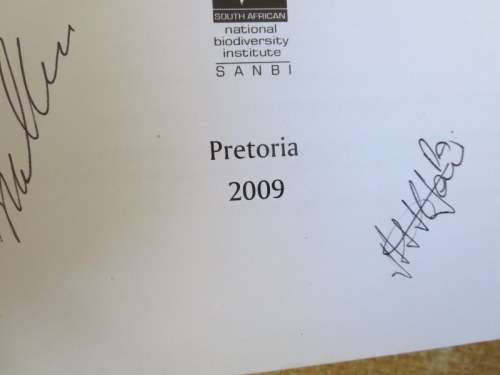 SOUTH AFRICAN
national
biodiversity
institute
SANBI
Pretoria
2009